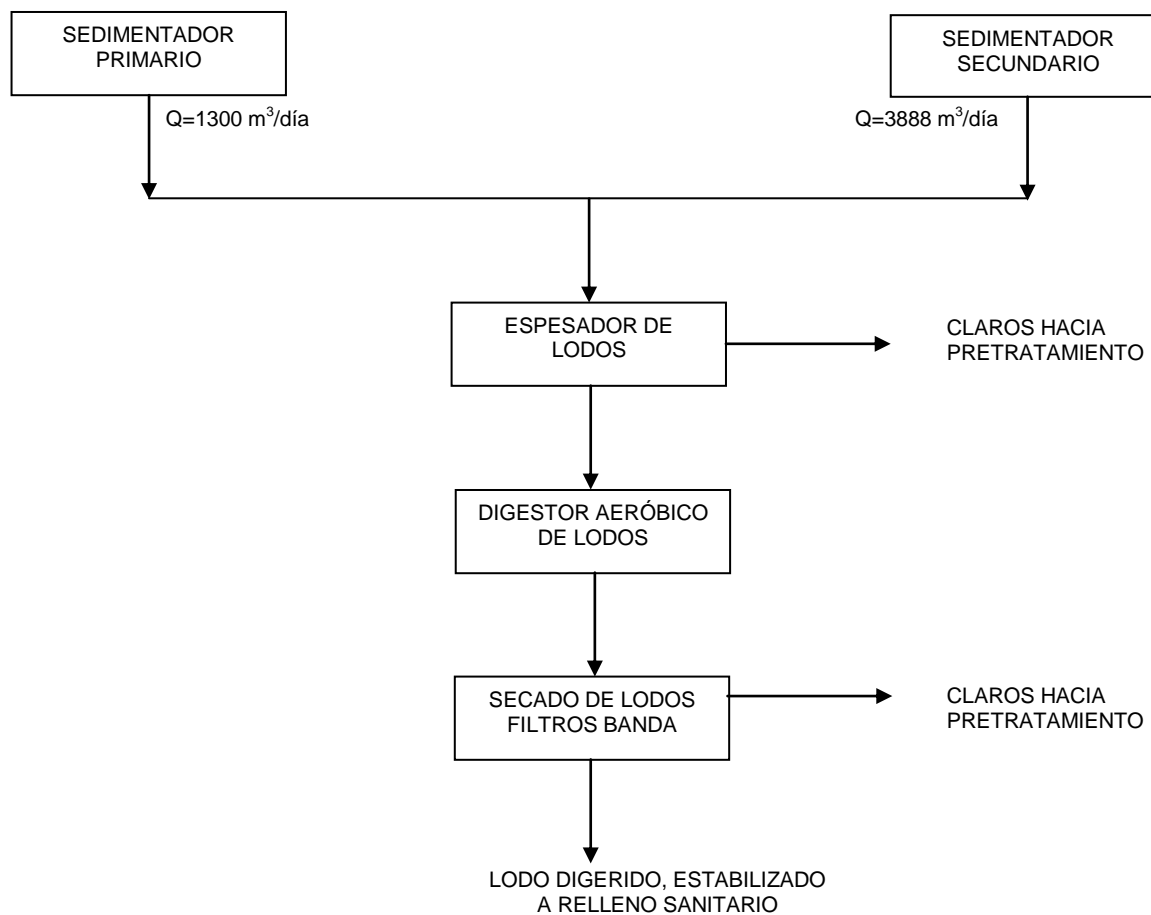 SEDIMENTADOR
PRIMARIO
SEDIMENTADOR
SECUNDARIO
Q=1300 m³/día
Q=3888 m³/día
ESPESADOR DE
LODOS
CLAROS HACIA
PRETRATAMIENTO
DIGESTOR AERÓBICO
DE LODOS
SECADO DE LODOS
FILTROS BANDA
CLAROS HACIA
PRETRATAMIENTO
LODO DIGERIDO, ESTABILIZADO
A RELLENO SANITARIO